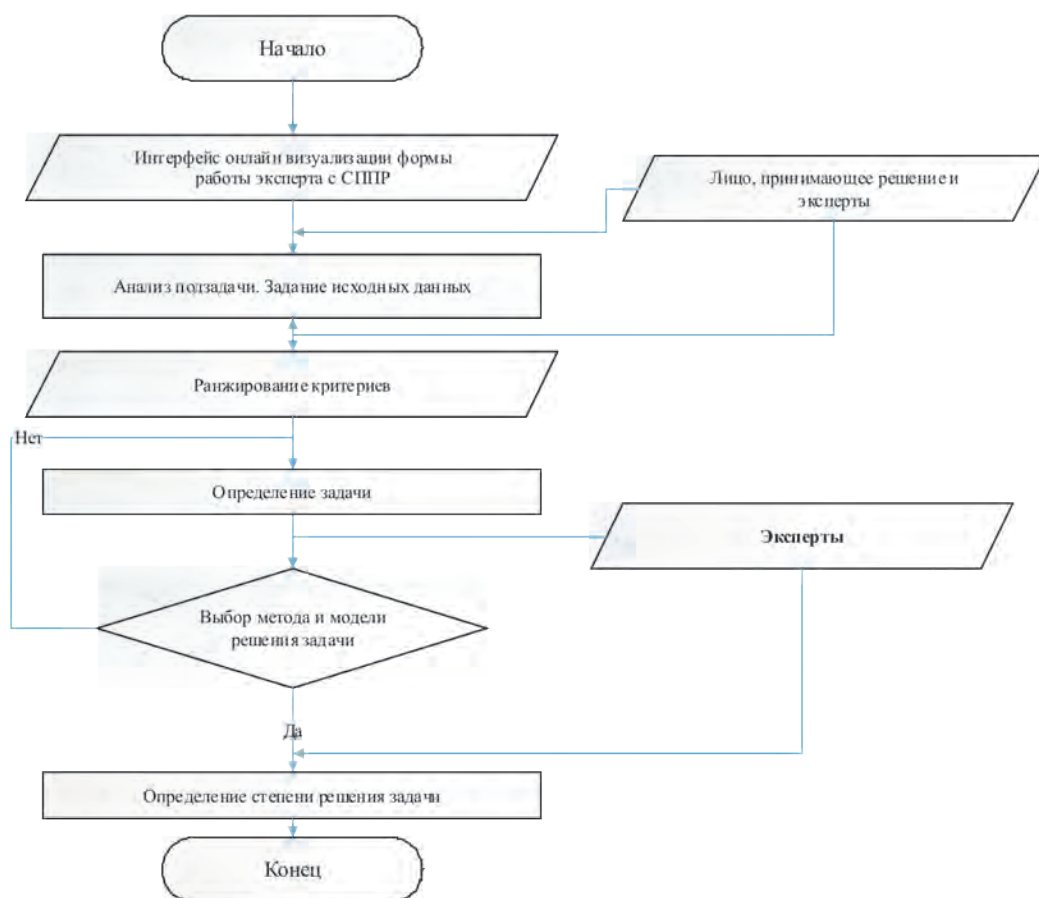 Начало
Интерфейс онлайн визуализации формы
работы эксперта с СППР
Лицо, принимающее решение и
эксперты
Анализ подзадачи. Задание исходных данных
Ранжирование критериев
Нет
Определение задачи
Эксперты
Выбор метода и модели
решения задачи
Да
Определение степени решения задачи
Конец